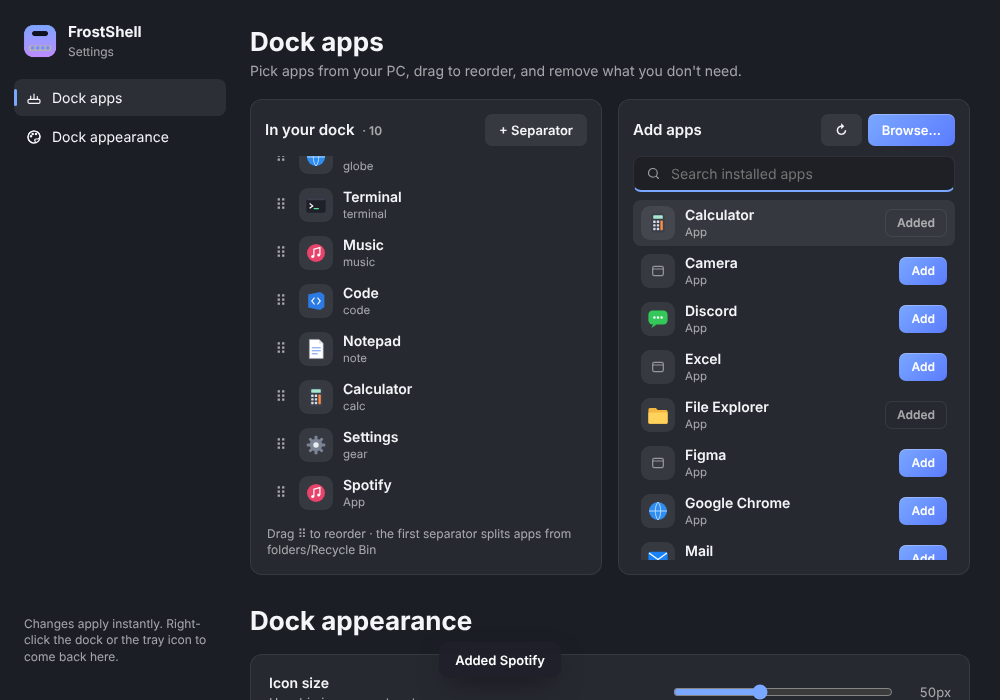 FrostShell
Settings
Dock apps
Dock appearance
Changes apply instantly. Right-
click the dock or the tray icon to
come back here.
Dock apps
Pick apps from your PC, drag to reorder, and remove what you don't need.
In your dock · 10
+ Separator
globe
Terminal
terminal
Music
music
Code
code
Notepad
note
Calculator
calc
Settings
gear
Spotify
App
Drag ⠿ to reorder · the first separator splits apps from
folders/Recycle Bin
Add apps
Browse...
Search installed apps
Calculator
App
Added
Camera
App
Add
Discord
App
Add
Excel
App
Add
File Explorer
App
Added
Figma
App
Add
Google Chrome
App
Add
Mail
Add
Dock appearance
Added Spotify
Icon size
50px